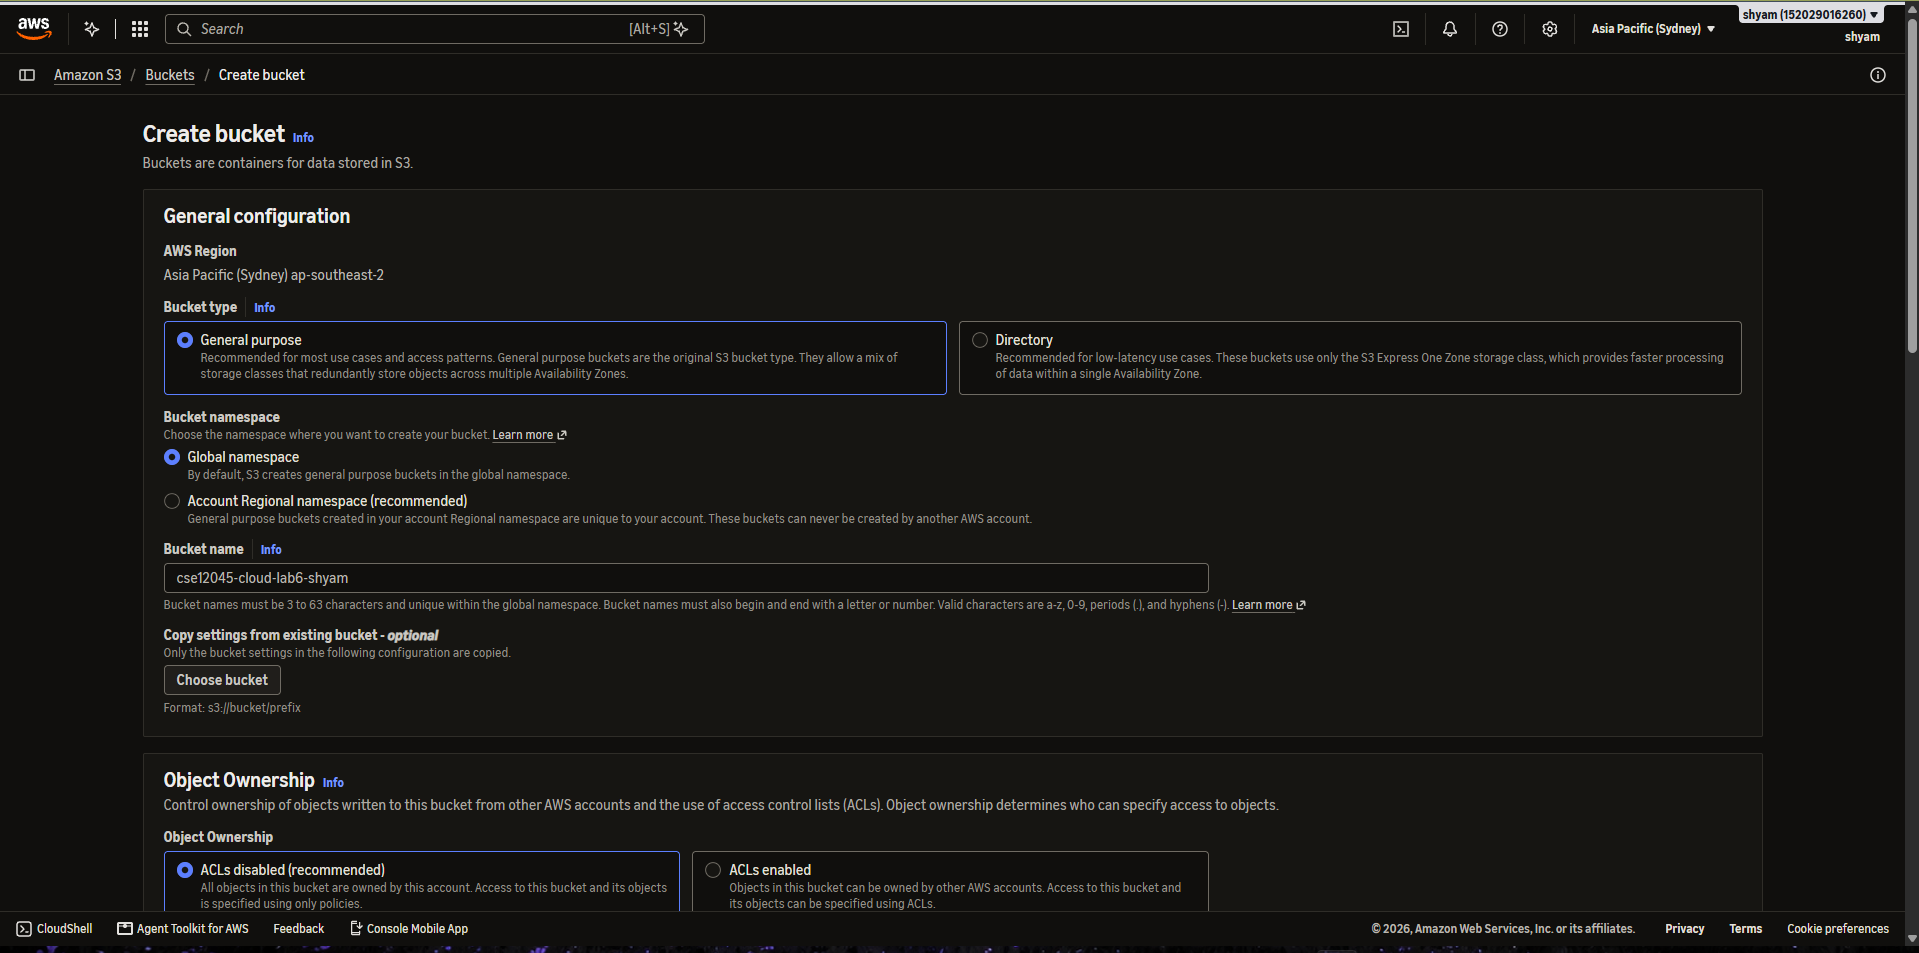 aws
Search
[Alt+S]
Asia Pacific (Sydney)
shyam (152029016260)
shyam
Amazon S3 / Buckets / Create bucket
Create bucket Info
Buckets are containers for data stored in S3.
General configuration
AWS Region
Asia Pacific (Sydney) ap-southeast-2
Bucket type Info
General purpose
Recommended for most use cases and access patterns. General purpose buckets are the original S3 bucket type. They allow a mix of
storage classes that redundantly store objects across multiple Availability Zones.
Directory
Recommended for low-latency use cases. These buckets use only the S3 Express One Zone storage class, which provides faster processing
of data within a single Availability Zone.
Bucket namespace
Choose the namespace where you want to create your bucket. Learn more
Global namespace
By default, S3 creates general purpose buckets in the global namespace.
Account Regional namespace (recommended)
General purpose buckets created in your account Regional namespace are unique to your account. These buckets can never be created by another AWS account.
Bucket name Info
cse12045-cloud-lab6-shyam
Bucket names must be 3 to 63 characters and unique within the global namespace. Bucket names must also begin and end with a letter or number. Valid characters are a-z, 0-9, periods (.), and hyphens (-). Learn more
Copy settings from existing bucket - optional
Only the bucket settings in the following configuration are copied.
Choose bucket
Format: s3://bucket/prefix
Object Ownership Info
Control ownership of objects written to this bucket from other AWS accounts and the use of access control lists (ACLs). Object ownership determines who can specify access to objects.
Object Ownership
ACLs disabled (recommended)
All objects in this bucket are owned by this account. Access to this bucket and its objects
is specified using only policies.
ACLs enabled
Objects in this bucket can be owned by other AWS accounts. Access to this bucket and
its objects can be specified using ACLs.
CloudShell
Agent Toolkit for AWS
Feedback
Console Mobile App
© 2026, Amazon Web Services, Inc. or its affiliates.
Privacy
Terms
Cookie preferences